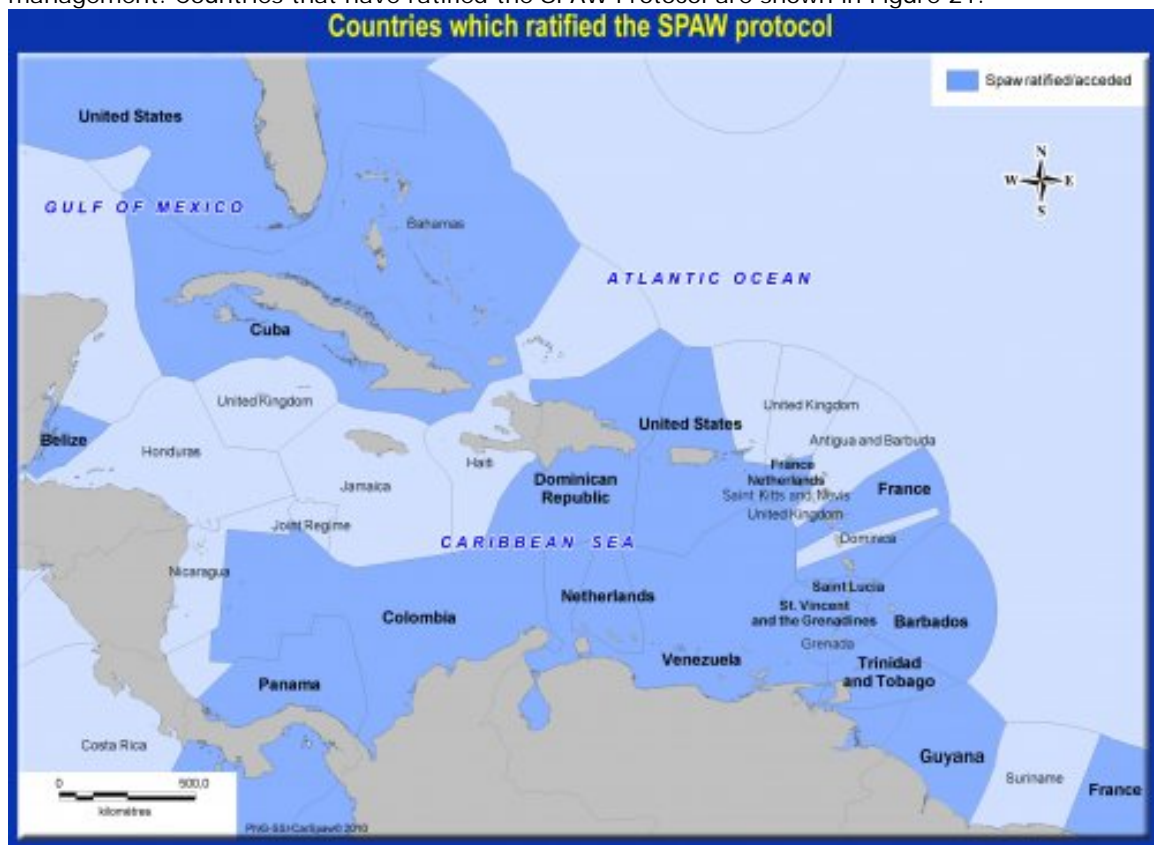 management. Countries that have ratified the SPAW Protocol are shown in Figure 21.
Countries which ratified the SPAW protocol
Spaw ratified/acceded
United States
N
W E
S
GULF OF MEXICO
Bahamas
ATLANTIC OCEAN
Cuba
United Kingdom
United Kingdom
United States
Antigua and Barbuda
Belize
Honduras
Haiti
France
Netherlands
Saint Kitts and Nevis
United Kingdom
France
Jamaica
Dominican
Republic
Joint Regime
CARIBBEAN SEA
Dominica
Nicaragua
Saint Lucia
Netherlands
St. Vincent
and the Grenadines
Barbados
Colombia
Grenada
Venezuela
Trinidad
and Tobago
Panama
Costa Rica
Guyana
Suriname
France
0 500,0
kilomètres